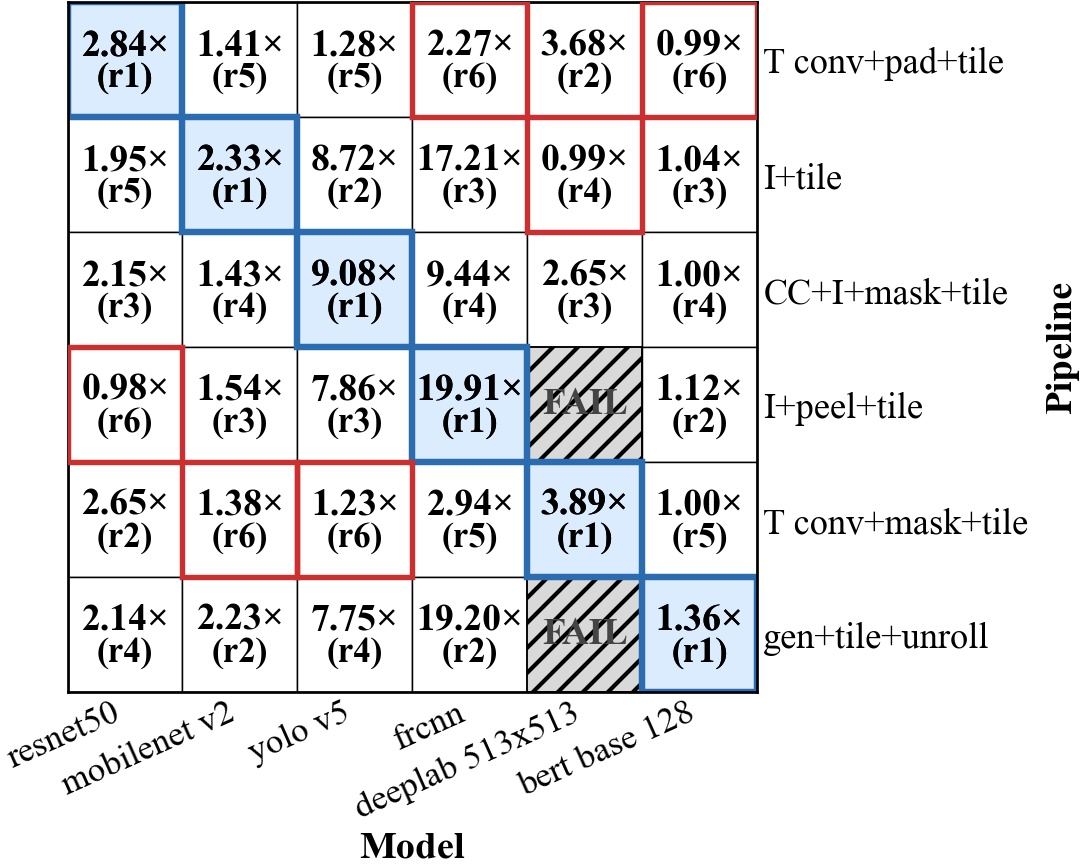 2.84× 1.41× 1.28× 2.27× 3.68× 0.99×
(r1) (r5) (r5) (r6) (r2) (r6)
T conv+pad+tile
1.95× 2.33× 8.72× 17.21× 0.99× 1.04×
(r5) (r1) (r2) (r3) (r4) (r3)
I+tile
2.15× 1.43× 9.08× 9.44× 2.65× 1.00×
(r3) (r4) (r1) (r4) (r3) (r4)
CC+I+mask+tile
0.98× 1.54× 7.86× 19.91× FAIL 1.12×
(r6) (r3) (r3) (r1) (r2)
I+peel+tile
2.65× 1.38× 1.23× 2.94× 3.89× 1.00×
(r2) (r6) (r6) (r5) (r1) (r5)
T conv+mask+tile
2.14× 2.23× 7.75× 19.20× FAIL 1.36×
(r4) (r2) (r4) (r2) (r1)
gen+tile+unroll
Pipeline
resnet50
mobilenet v2
yolo v5
frcnn
deeplab 513x513
bert base 128
Model